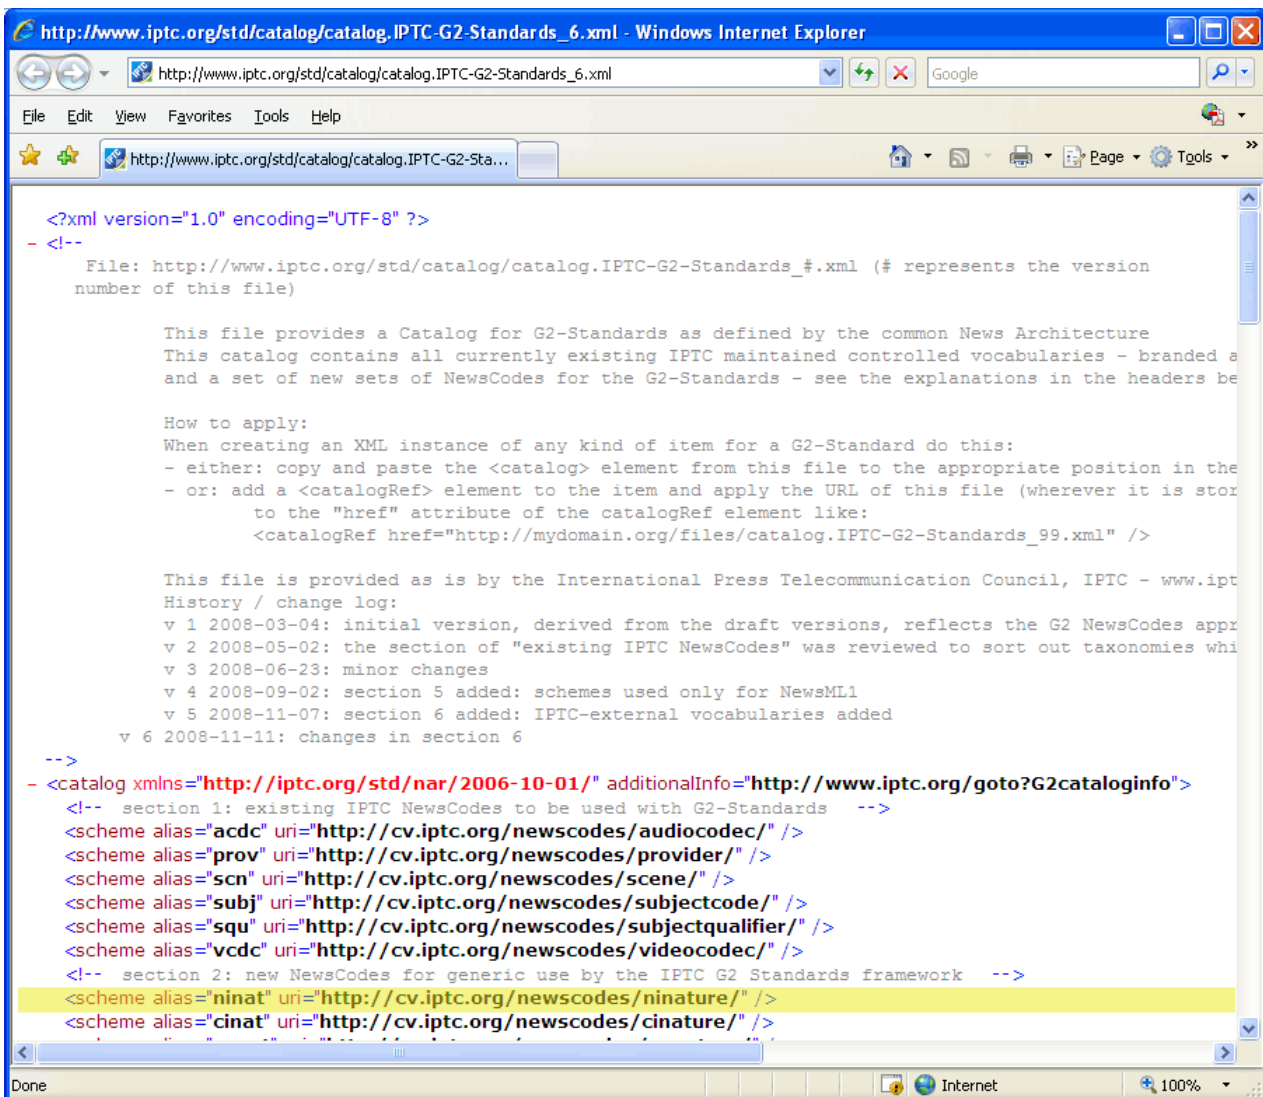 http://www.iptc.org/std/catalog/catalog.IPTC-G2-Standards_6.xml - Windows Internet Explorer
http://www.iptc.org/std/catalog/catalog.IPTC-G2-Standards_6.xml
Google
File Edit View Favorites Tools Help
http://www.iptc.org/std/catalog/catalog.IPTC-G2-Sta... Page Tools »
<?xml version="1.0" encoding="UTF-8" ?>
- <!--
File: http://www.iptc.org/std/catalog/catalog.IPTC-G2-Standards_#.xml (# represents the version
number of this file)
This file provides a Catalog for G2-Standards as defined by the common News Architecture
This catalog contains all currently existing IPTC maintained controlled vocabularies - branded a
and a set of new sets of NewsCodes for the G2-Standards - see the explanations in the headers be
How to apply:
When creating an XML instance of any kind of item for a G2-Standard do this:
- either: copy and paste the <catalog> element from this file to the appropriate position in the
- or: add a <catalogRef> element to the item and apply the URL of this file (wherever it is stor
to the "href" attribute of the catalogRef element like:
<catalogRef href="http://mydomain.org/files/catalog.IPTC-G2-Standards_99.xml" />
This file is provided as is by the International Press Telecommunication Council, IPTC - www.ipt
History / change log:
v 1 2008-03-04: initial version, derived from the draft versions, reflects the G2 NewsCodes appr
v 2 2008-05-02: the section of "existing IPTC NewsCodes" was reviewed to sort out taxonomies whi
v 3 2008-06-23: minor changes
v 4 2008-09-02: section 5 added: schemes used only for NewsML1
v 5 2008-11-07: section 6 added: IPTC-external vocabularies added
v 6 2008-11-11: changes in section 6
-->
- <catalog xmlns="http://iptc.org/std/nar/2006-10-01/" additionalInfo="http://www.iptc.org/goto?G2cataloginfo">
<!-- section 1: existing IPTC NewsCodes to be used with G2-Standards -->
<scheme alias="acdc" uri="http://cv.iptc.org/newscodes/audiocodec/" />
<scheme alias="prov" uri="http://cv.iptc.org/newscodes/provider/" />
<scheme alias="scn" uri="http://cv.iptc.org/newscodes/scene/" />
<scheme alias="subj" uri="http://cv.iptc.org/newscodes/subjectcode/" />
<scheme alias="squ" uri="http://cv.iptc.org/newscodes/subjectqualifier/" />
<scheme alias="vcdc" uri="http://cv.iptc.org/newscodes/videocodec/" />
<!-- section 2: new NewsCodes for generic use by the IPTC G2 Standards framework -->
<scheme alias="ninat" uri="http://cv.iptc.org/newscodes/ninature/" />
<scheme alias="cinat" uri="http://cv.iptc.org/newscodes/cinature/" />
Done Internet 100%